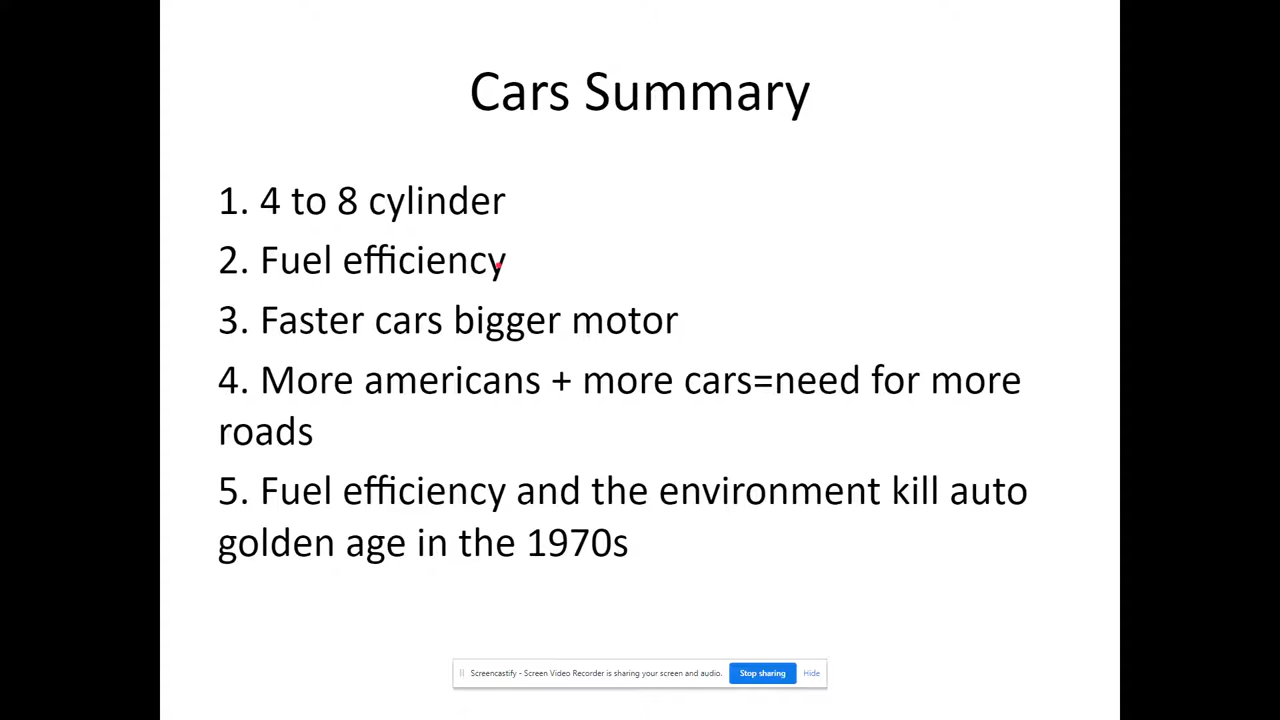 Cars Summary
1. 4 to 8 cylinder
2. Fuel efficiency
3. Faster cars bigger motor
4. More americans + more cars=need for more
roads
5. Fuel efficiency and the environment kill auto
golden age in the 1970s
Screencastify - Screen Video Recorder is sharing your screen and audio. Stop sharing Hide